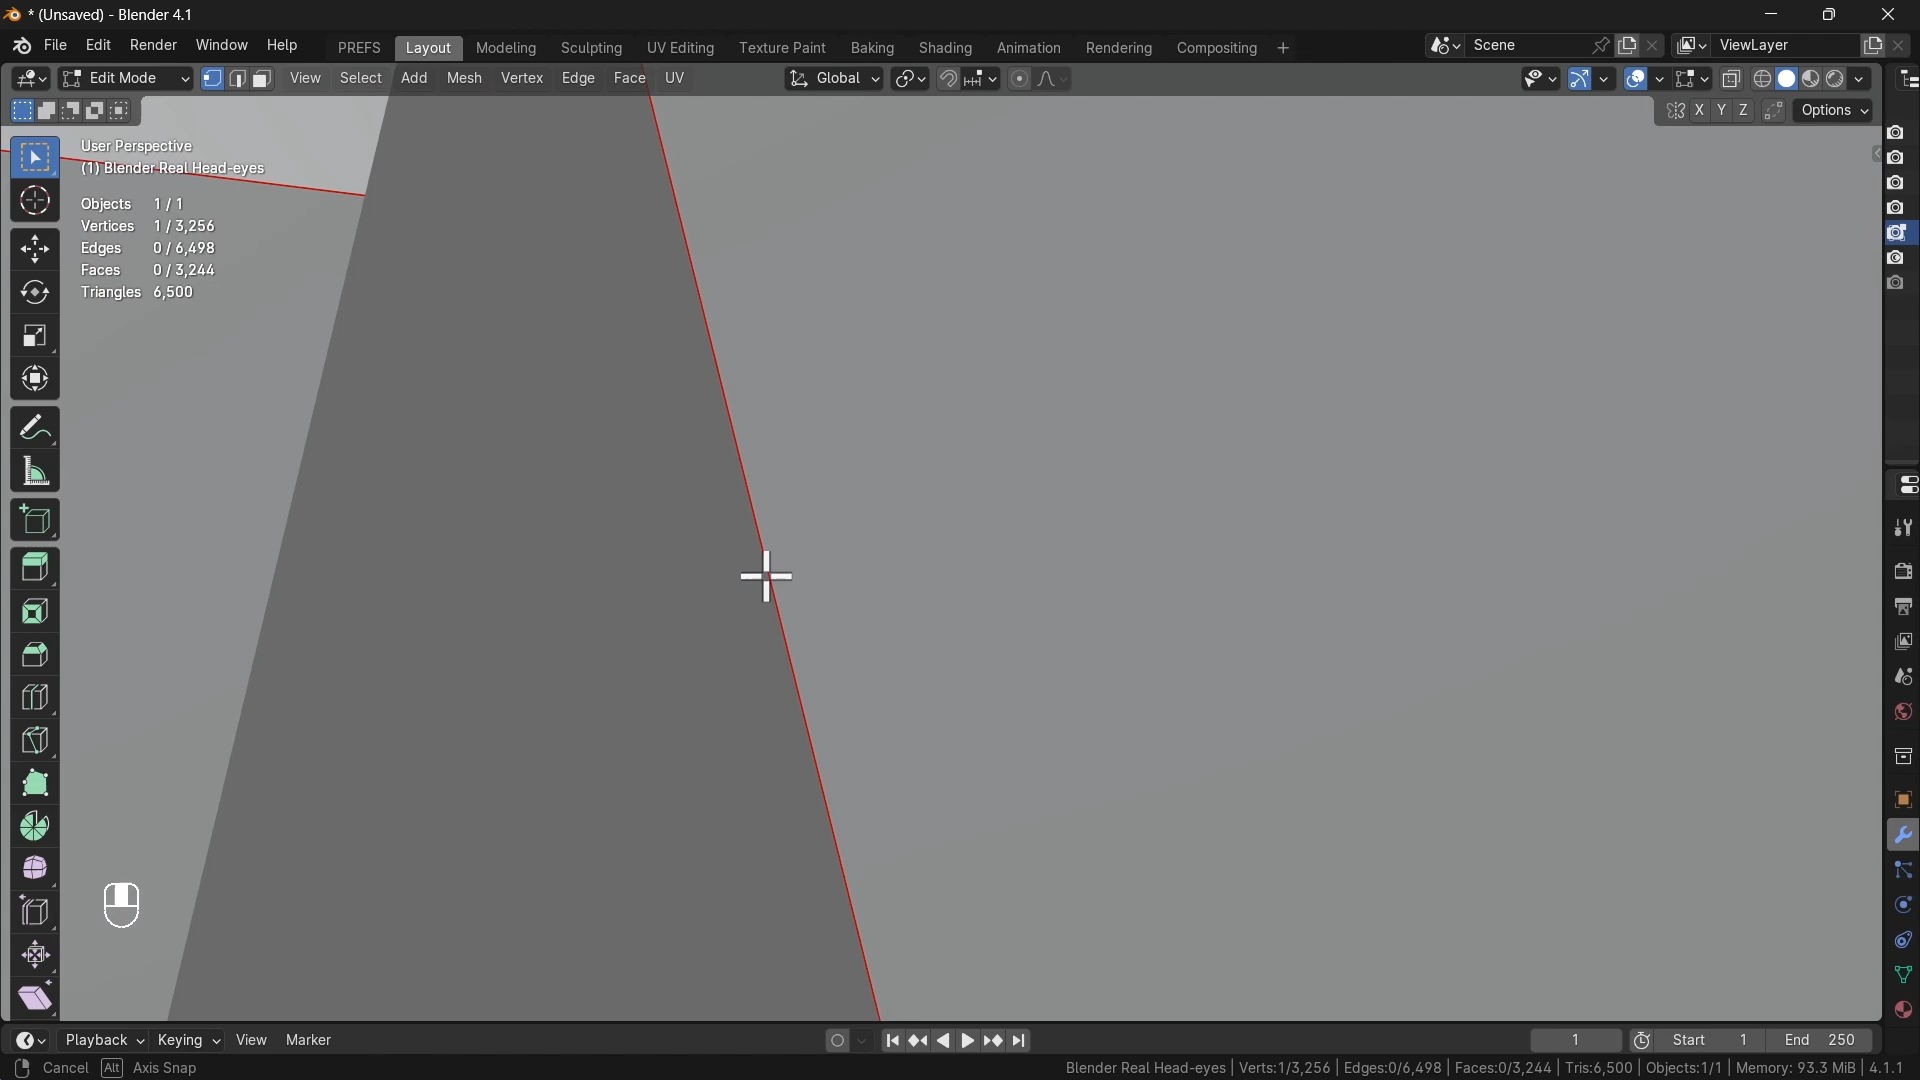 * (Unsaved) - Blender 4.1
File Edit Render Window Help PREFS Layout Modeling Sculpting UV Editing Texture Paint Baking Shading Animation Rendering Compositing + Scene ViewLayer
Edit Mode View Select Add Mesh Vertex Edge Face UV Global
X Y Z Options
User Perspective
(1) Blender Real Head-eyes
Objects 1 / 1
Vertices 1 / 3,256
Edges 0 / 6,498
Faces 0 / 3,244
Triangles 6,500
Playback Keying View Marker 1 Start 1 End 250
Cancel Alt Axis Snap Blender Real Head-eyes | Verts:1/3,256 | Edges:0/6,498 | Faces:0/3,244 | Tris:6,500 | Objects:1/1 | Memory: 93.3 MiB | 4.1.1